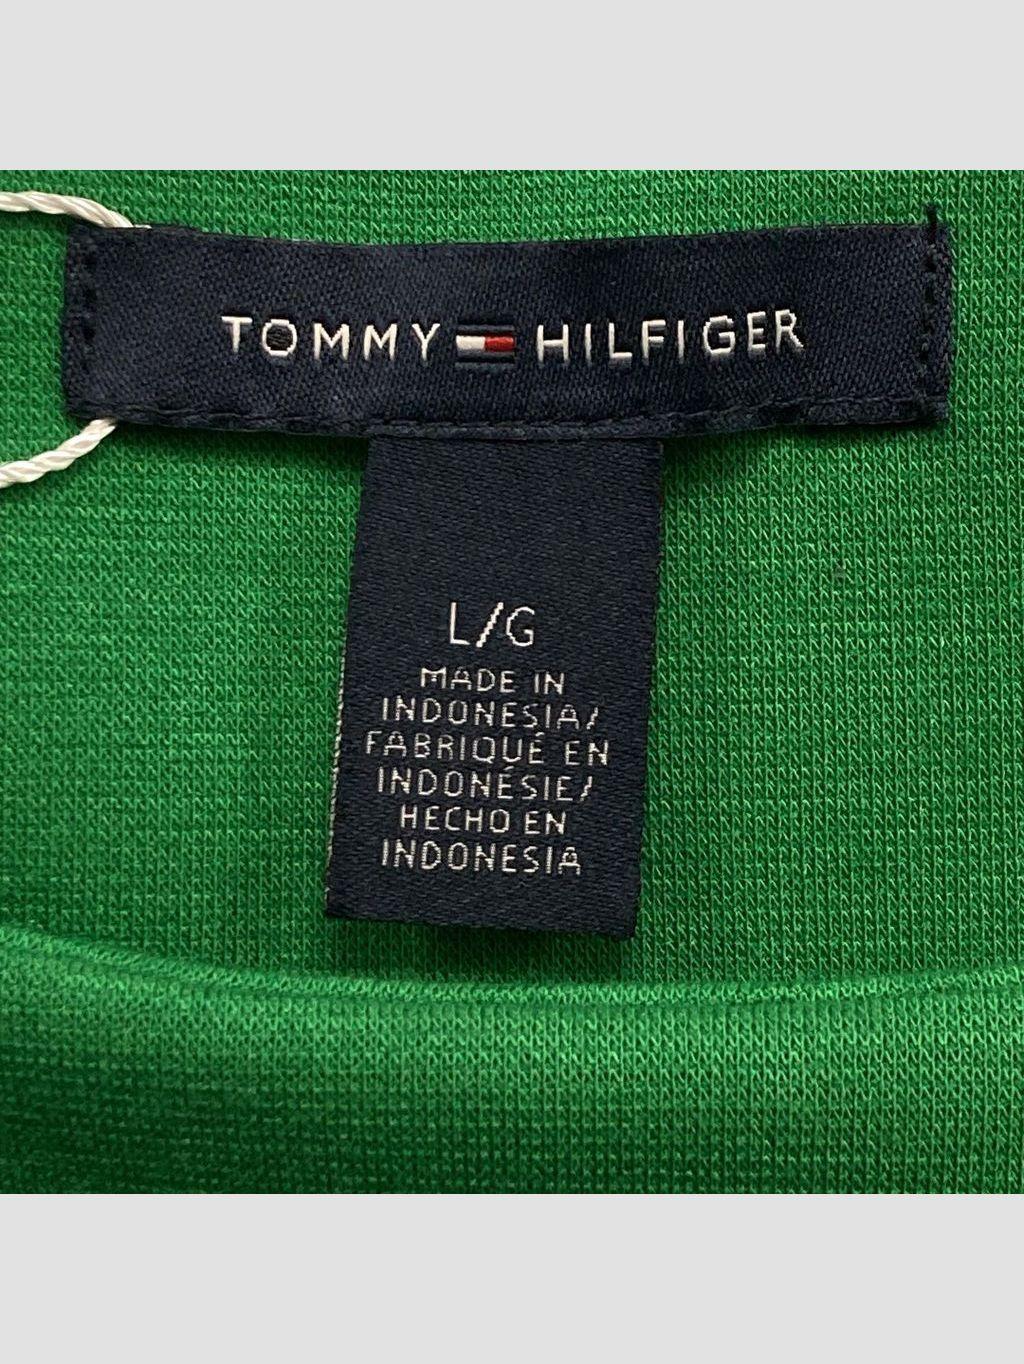 TOMMY HILFIGER
L/G
MADE IN
INDONESIA/
FABRIQUÉ EN
INDONÉSIE/
HECHO EN
INDONESIA